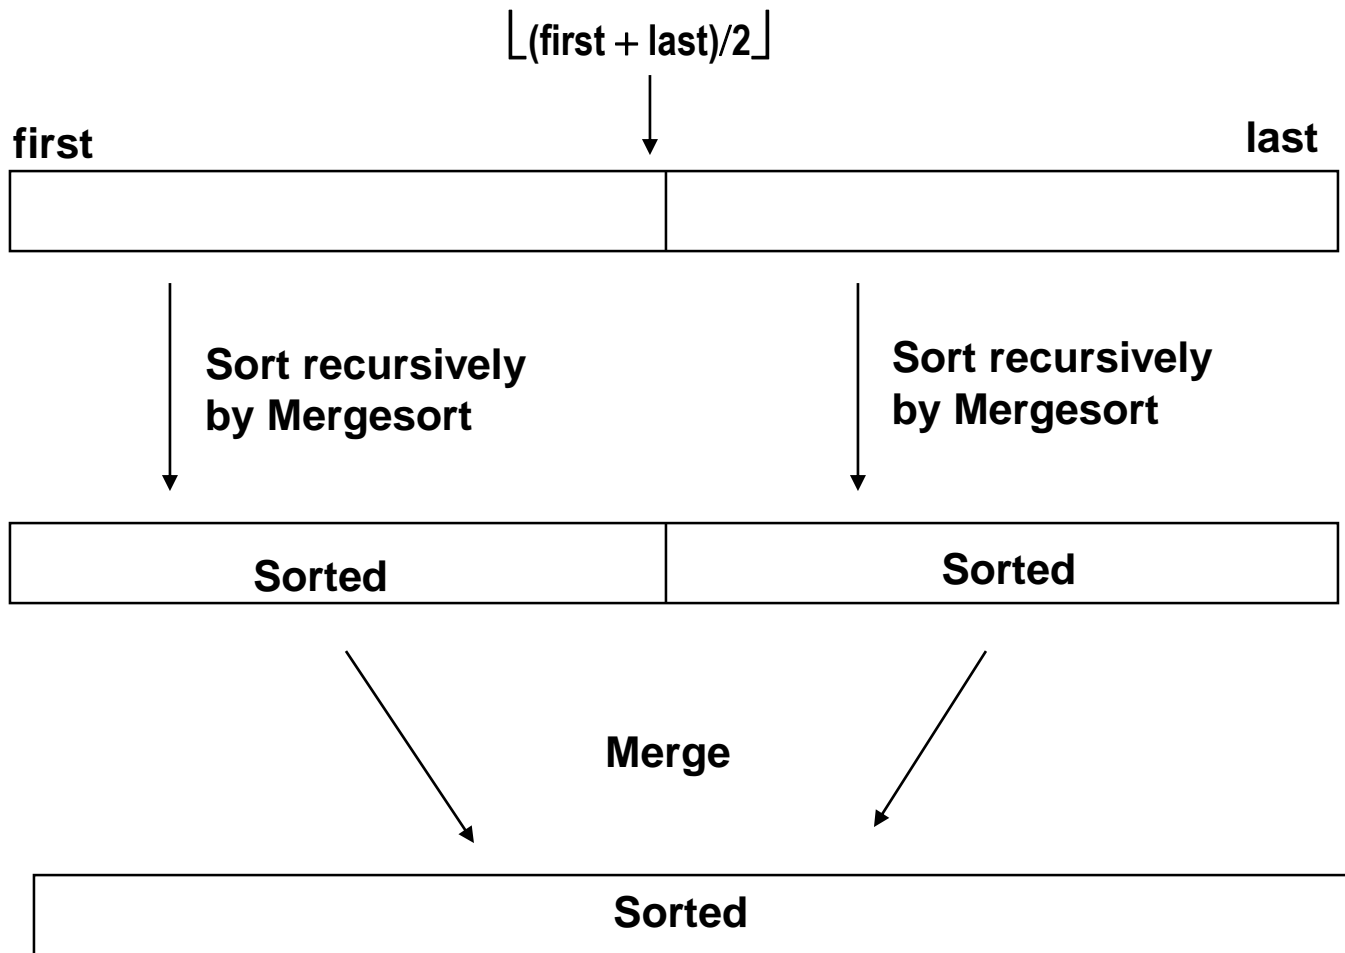 ⌊(first + last)/2⌋
first
last
Sort recursively
by Mergesort
Sort recursively
by Mergesort
Sorted
Sorted
Merge
Sorted